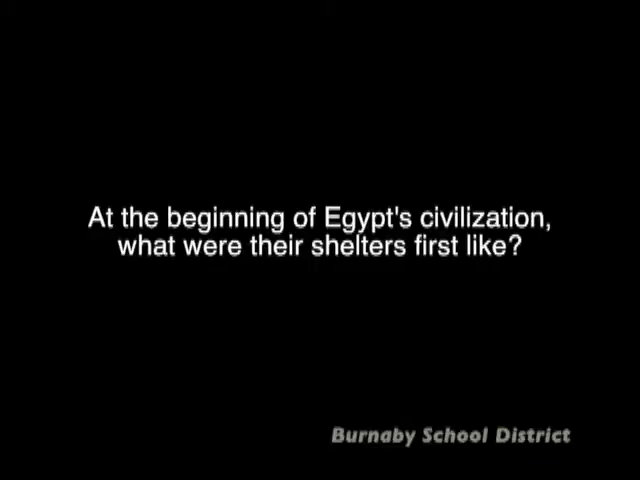 At the beginning of Egypt's civilization,
what were their shelters first like?
Burnaby School District